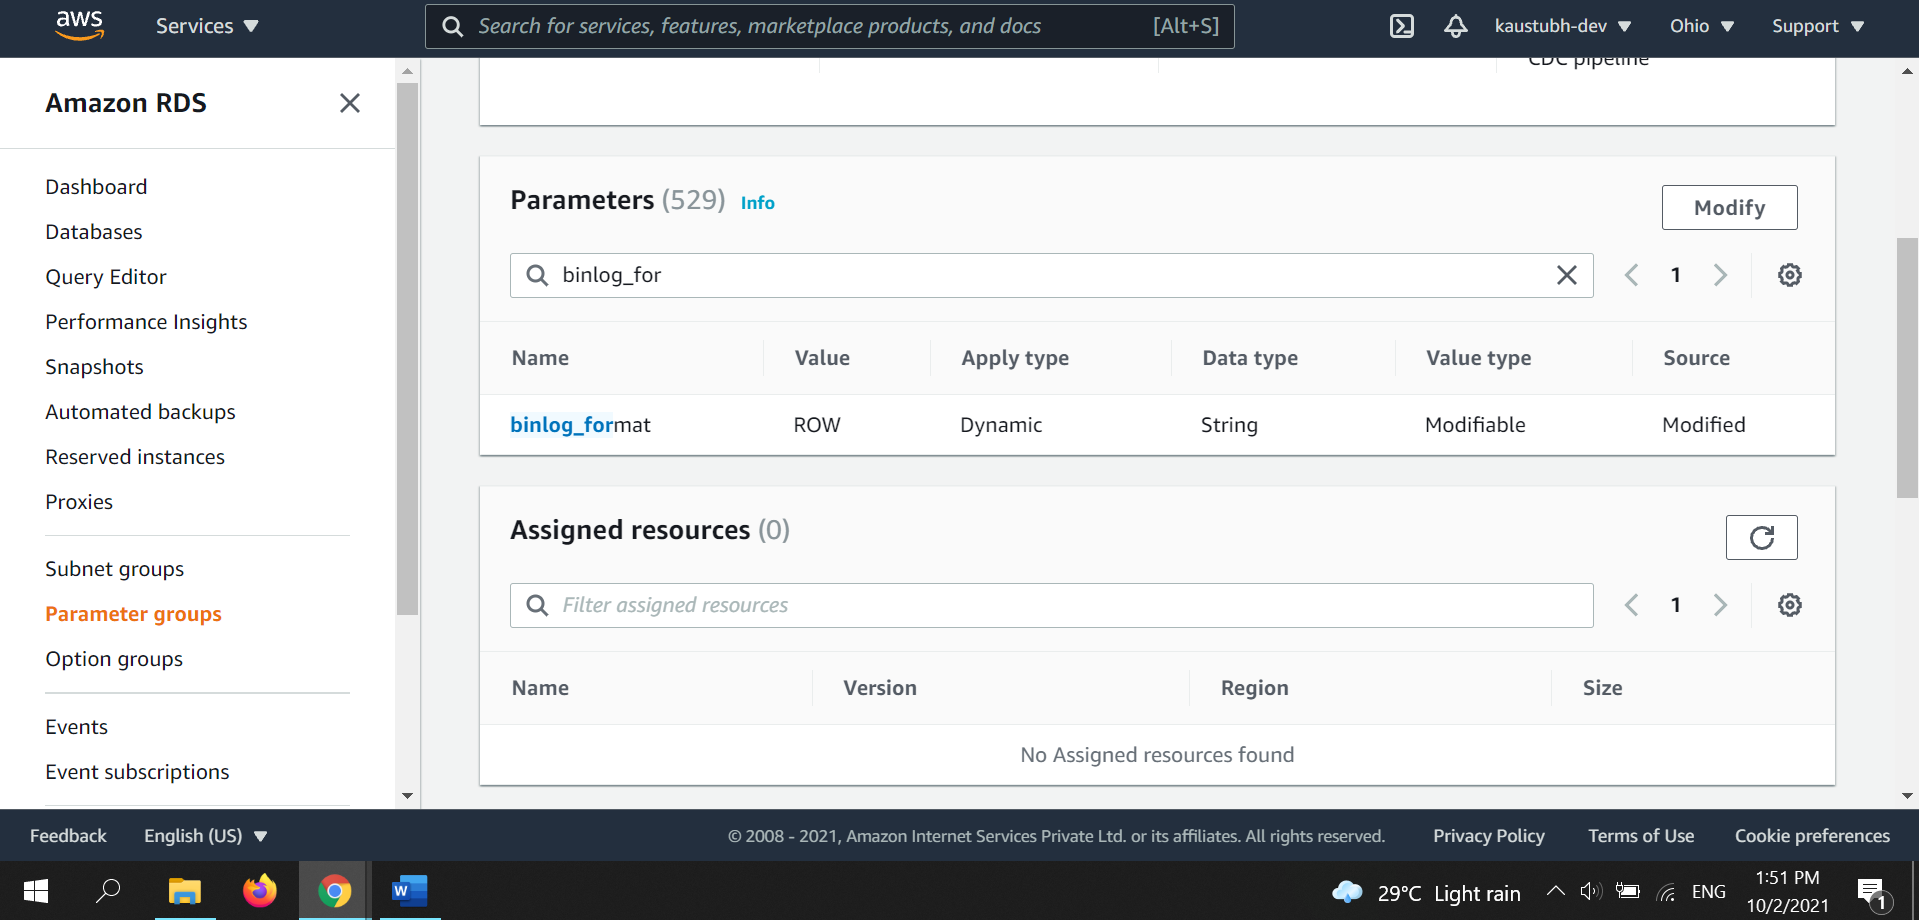 aws Services Search for services, features, marketplace products, and docs [Alt+S] kaustubh-dev Ohio Support
Amazon RDS
Dashboard
Databases
Query Editor
Performance Insights
Snapshots
Automated backups
Reserved instances
Proxies
Subnet groups
Parameter groups
Option groups
Events
Event subscriptions
CDC pipeline
Parameters (529) Info
Modify
binlog_for
1
Name Value Apply type Data type Value type Source
binlog_format ROW Dynamic String Modifiable Modified
Assigned resources (0)
Filter assigned resources
1
Name Version Region Size
No Assigned resources found
Feedback English (US) © 2008 - 2021, Amazon Internet Services Private Ltd. or its affiliates. All rights reserved. Privacy Policy Terms of Use Cookie preferences
W
29°C Light rain ENG
1:51 PM
10/2/2021
1